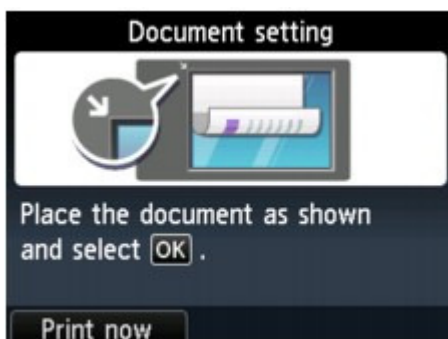 Document setting
Place the document as shown
and select OK .
Print now